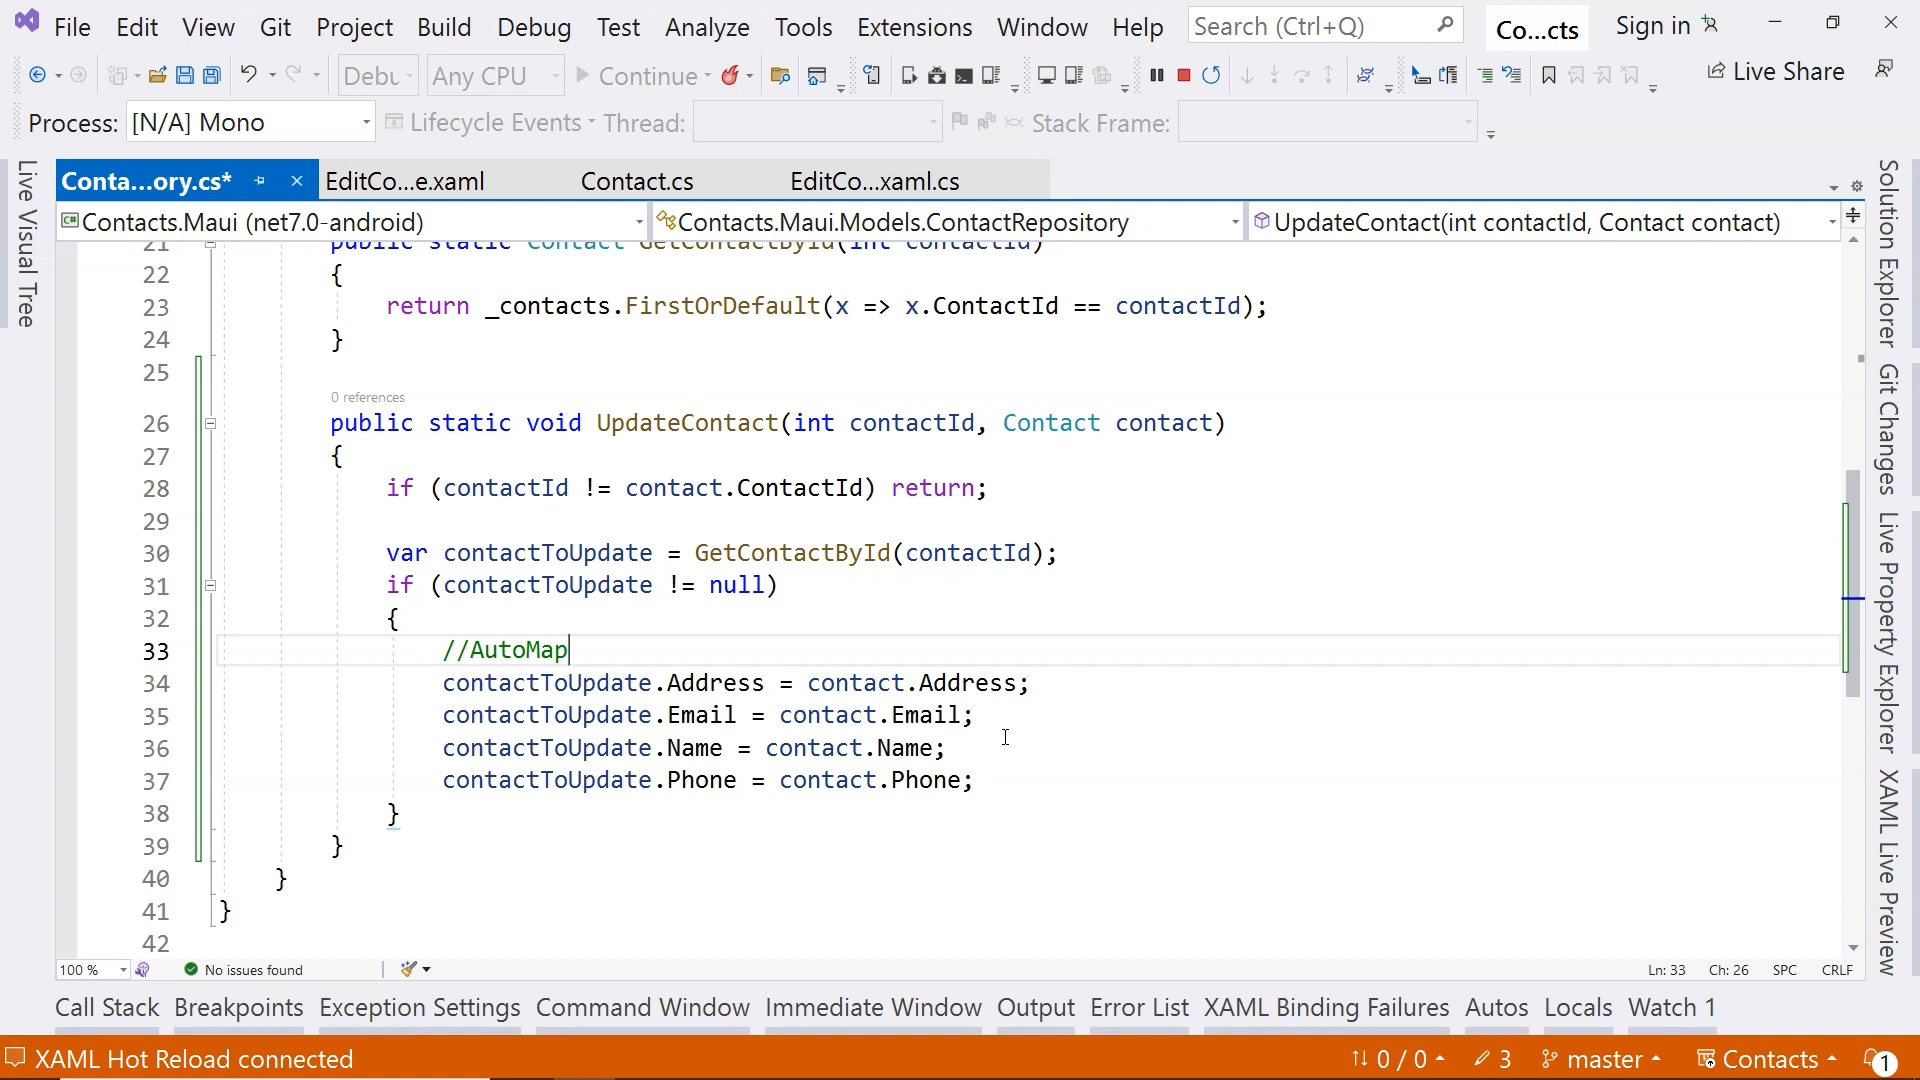 File Edit View Git Project Build Debug Test Analyze Tools Extensions Window Help Search (Ctrl+Q) Co...cts Sign in
Debu Any CPU Continue Live Share
Process: [N/A] Mono Lifecycle Events Thread: Stack Frame:
Conta...ory.cs* EditCo...e.xaml Contact.cs EditCo...xaml.cs
C# Contacts.Maui (net7.0-android) Contacts.Maui.Models.ContactRepository UpdateContact(int contactId, Contact contact)
21 public static Contact GetContactById(int contactId)
22 {
23 return _contacts.FirstOrDefault(x => x.ContactId == contactId);
24 }
25
0 references
26 public static void UpdateContact(int contactId, Contact contact)
27 {
28 if (contactId != contact.ContactId) return;
29
30 var contactToUpdate = GetContactById(contactId);
31 if (contactToUpdate != null)
32 {
33 //AutoMap
34 contactToUpdate.Address = contact.Address;
35 contactToUpdate.Email = contact.Email;
36 contactToUpdate.Name = contact.Name;
37 contactToUpdate.Phone = contact.Phone;
38 }
39 }
40 }
41 }
42
Live Visual Tree
Solution Explorer
Git Changes
Live Property Explorer
XAML Live Preview
100 % No issues found Ln: 33 Ch: 26 SPC CRLF
Call Stack Breakpoints Exception Settings Command Window Immediate Window Output Error List XAML Binding Failures Autos Locals Watch 1
XAML Hot Reload connected 0 / 0 3 master Contacts 1